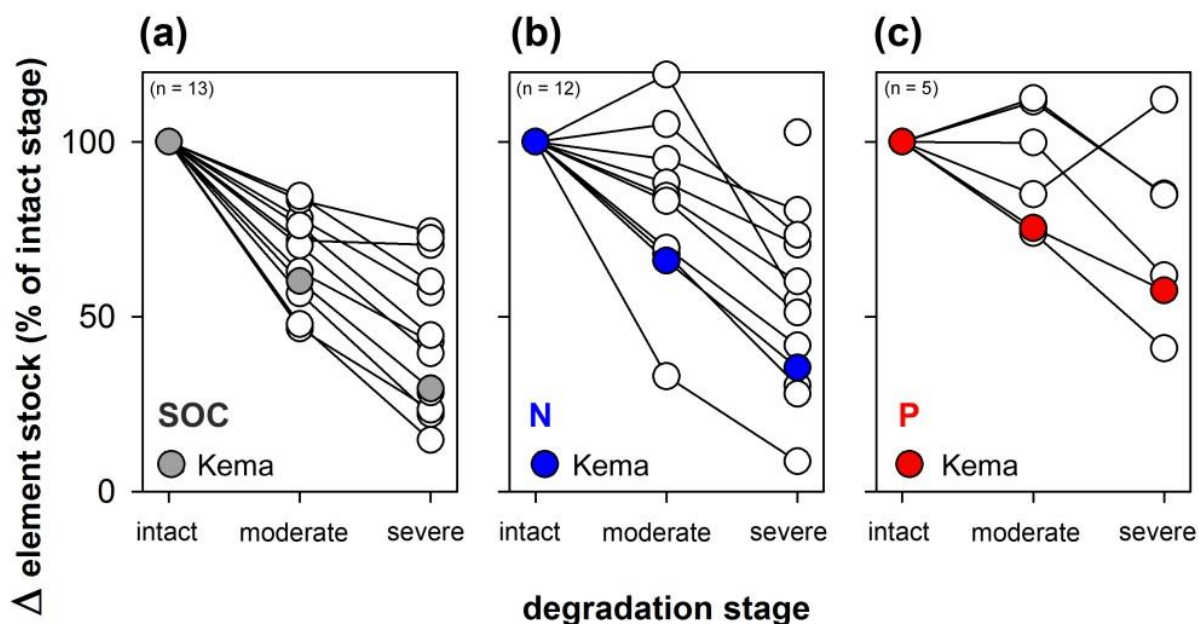 (a)
(b)
(c)
Δ element stock (% of intact stage)
100
50
0
(n = 13)
SOC
Kema
intact moderate severe
(n = 12)
N
Kema
intact moderate severe
(n = 5)
P
Kema
intact moderate severe
degradation stage